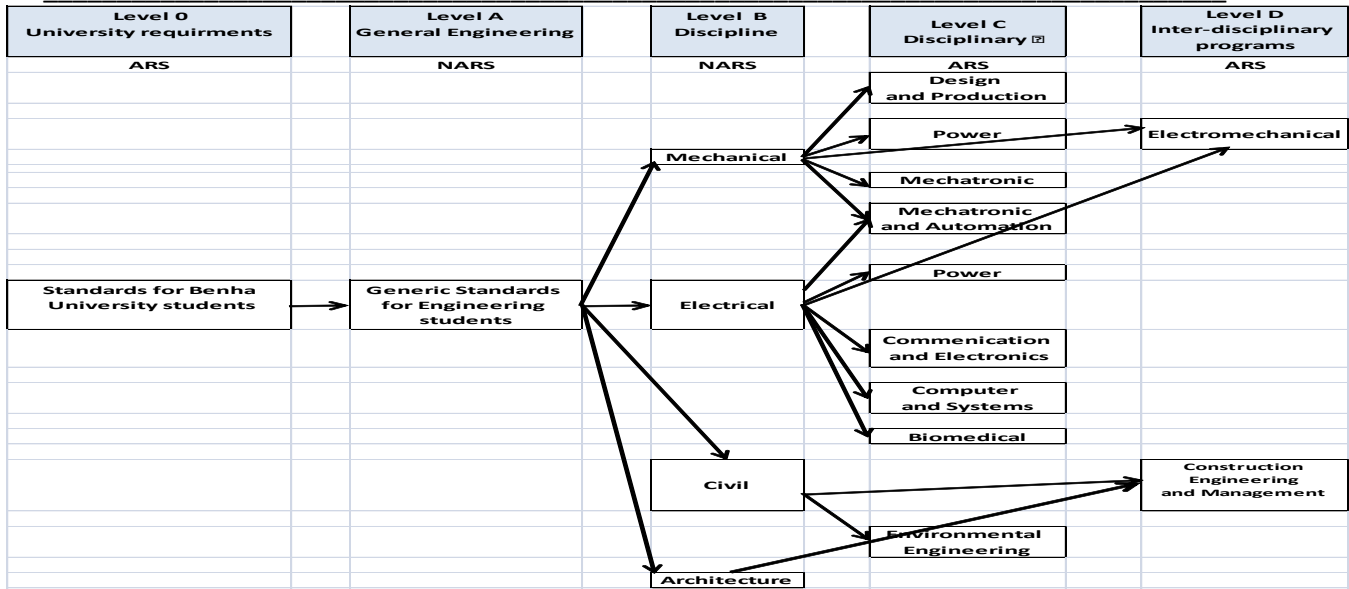 Level 0
University requirments
Level A
General Engineering
Level B
Discipline
Level C
Disciplinary
Level D
Inter-disciplinary
programs
ARS
NARS
NARS
ARS
ARS
Design
and Production
Power
Electromechanical
Mechanical
Mechatronic
Mechatronic
and Automation
Power
Standards for Benha
University students
Generic Standards
for Engineering
students
Electrical
Commenication
and Electronics
Computer
and Systems
Biomedical
Civil
Construction
Engineering
and Management
Environmental
Engineering
Architecture